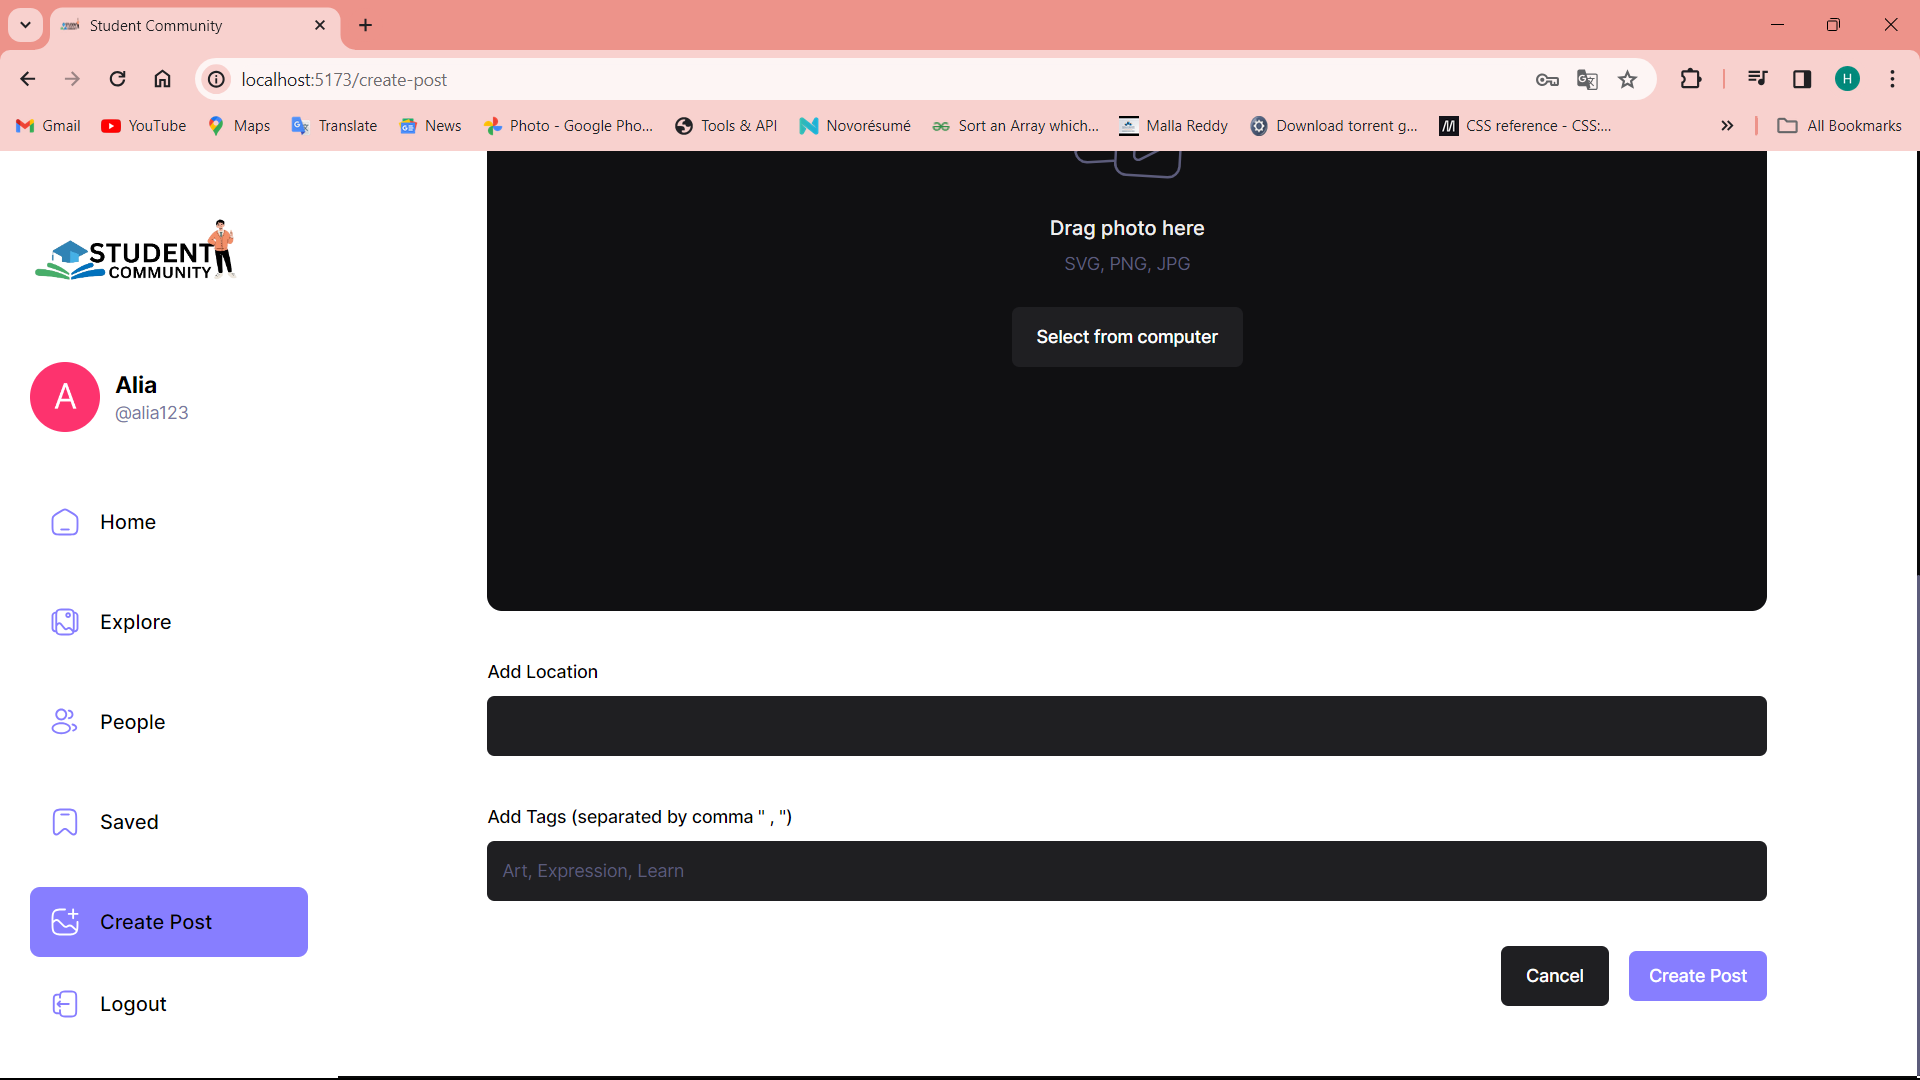 Student Community
localhost:5173/create-post
H
Gmail YouTube Maps Translate News Photo - Google Pho... Tools & API Novorésumé Sort an Array which... Malla Reddy Download torrent g... CSS reference - CSS:... » All Bookmarks
STUDENT
COMMUNITY
A
Alia
@alia123
Home
Explore
People
Saved
Create Post
Logout
Drag photo here
SVG, PNG, JPG
Select from computer
Add Location
Add Tags (separated by comma " , ")
Art, Expression, Learn
Cancel Create Post